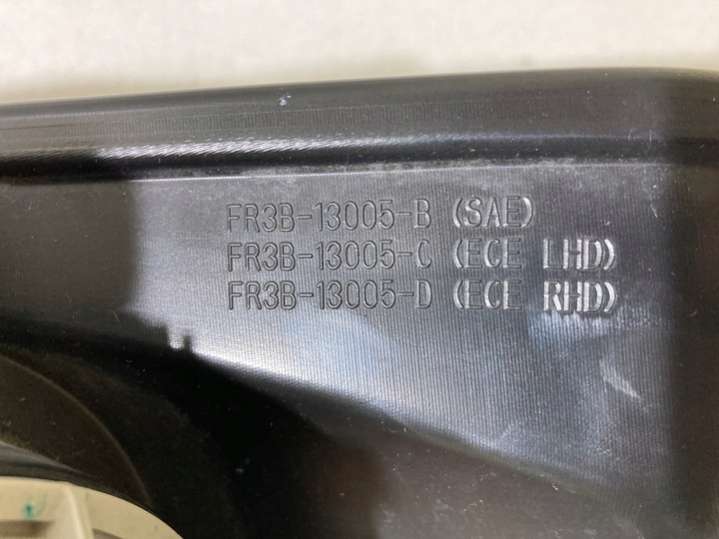 FR3B-13005-B (SAE)
FR3B-13005-C (ECE LHD)
FR3B-13005-D (ECE RHD)